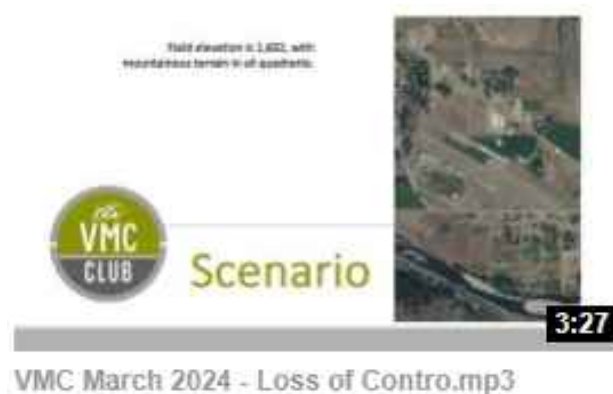 Field elevation is 1,602, with
mountainous terrain in all quadrants.
the
VMC
CLUB
Scenario
3:27
VMC March 2024 - Loss of Contro.mp3